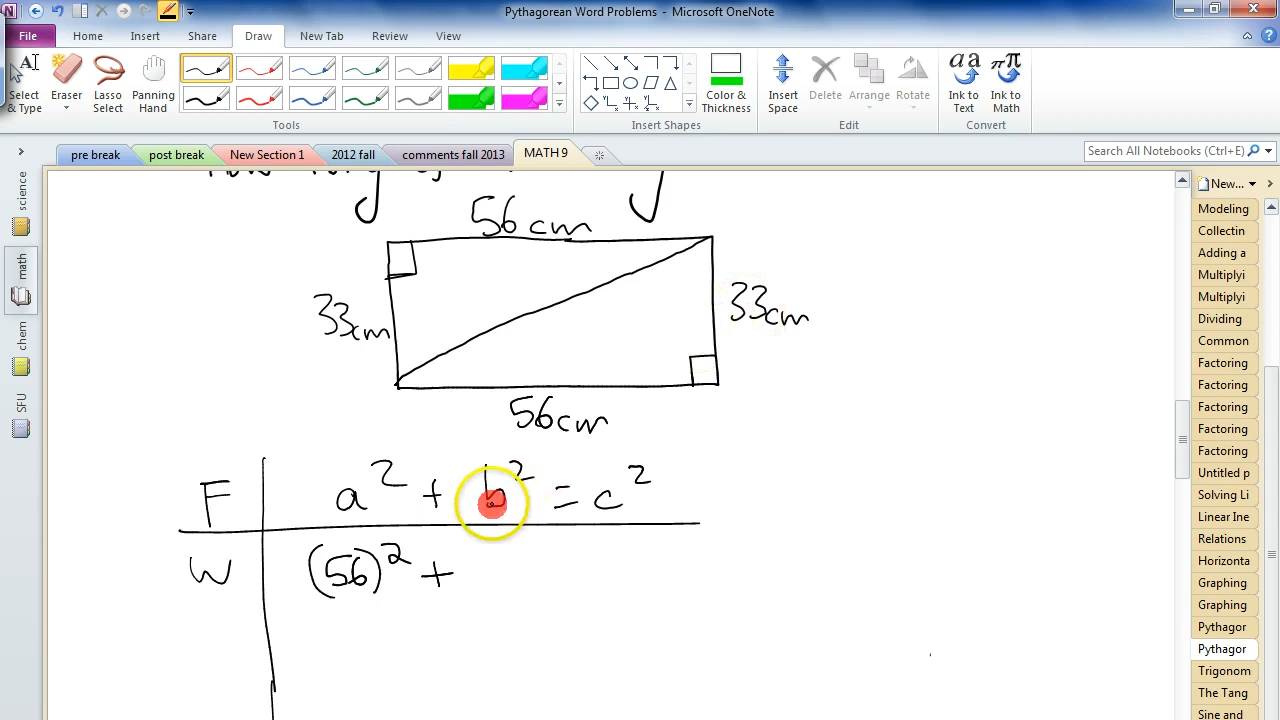 Pythagorean Word Problems - Microsoft OneNote
File Home Insert Share Draw New Tab Review View
Select & Type
Eraser
Lasso Select
Panning Hand
Color & Thickness
Insert Space
Delete
Arrange
Rotate
Ink to Text
Ink to Math
Tools
Insert Shapes
Edit
Convert
pre break
post break
New Section 1
2012 fall
comments fall 2013
MATH 9
Search All Notebooks (Ctrl+E)
science
math
chem
SFU
56cm
33cm
33cm
56cm
F a² + b² = c²
W (56)² +
New...
Modeling
Collectin
Adding a
Multiplyi
Multiplyi
Dividing
Common
Factoring
Factoring
Factoring
Factoring
Factoring
Untitled p
Solving Li
Linear Ine
Relations
Horizonta
Graphing
Graphing
Pythagor
Pythagor
Trigonom
The Tang
Sine and